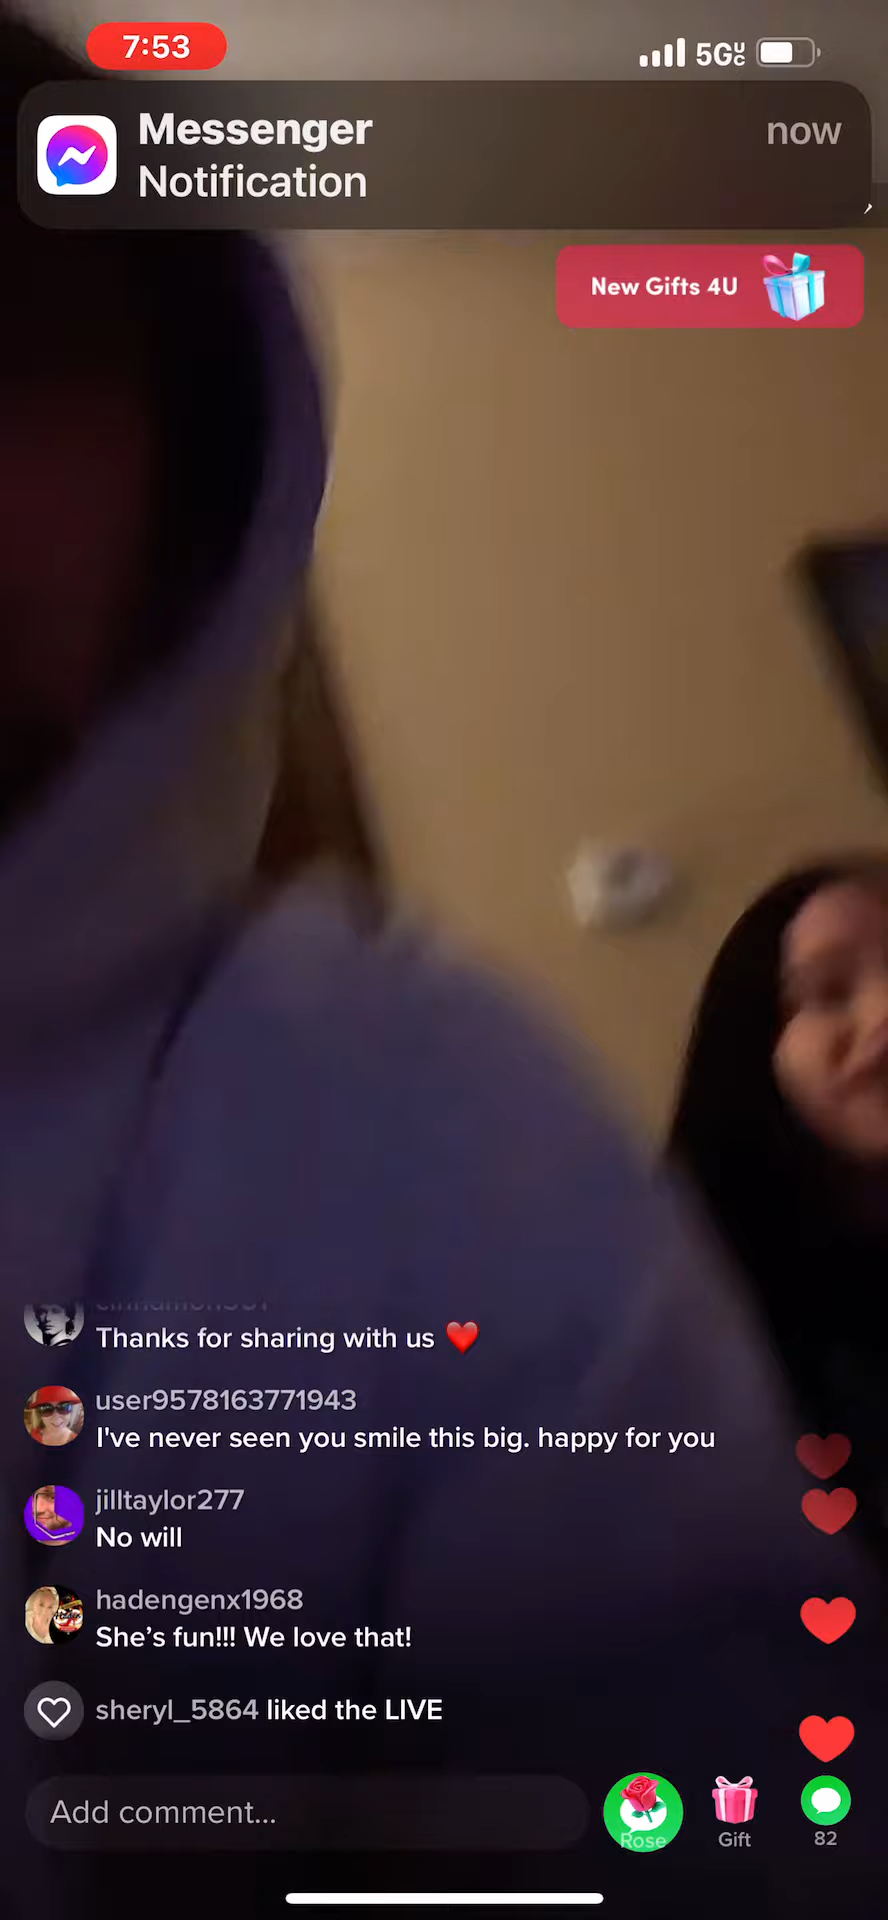 7:53
5G UC
Messenger
now
Notification
New Gifts 4U
Thanks for sharing with us ❤️
user9578163771943
I've never seen you smile this big. happy for you
jilltaylor277
No will
hadengenx1968
She's fun!!! We love that!
sheryl_5864 liked the LIVE
Add comment...
Rose
Gift
82